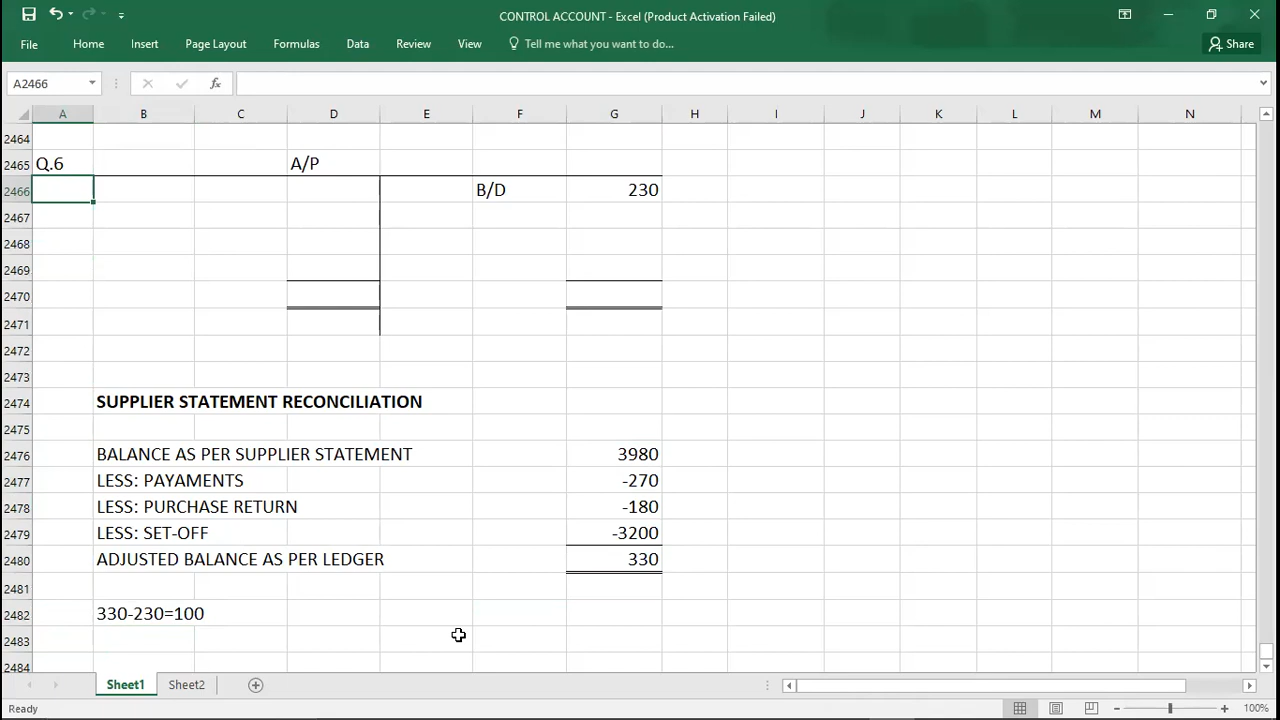 CONTROL ACCOUNT - Excel (Product Activation Failed)
File Home Insert Page Layout Formulas Data Review View Tell me what you want to do... Share
A2466 fx
A B C D E F G H I J K L M N
2464
2465 Q.6 A/P
2466 B/D 230
2467
2468
2469
2470
2471
2472
2473
2474 SUPPLIER STATEMENT RECONCILIATION
2475
2476 BALANCE AS PER SUPPLIER STATEMENT 3980
2477 LESS: PAYAMENTS -270
2478 LESS: PURCHASE RETURN -180
2479 LESS: SET-OFF -3200
2480 ADJUSTED BALANCE AS PER LEDGER 330
2481
2482 330-230=100
2483
2484
Sheet1 Sheet2
Ready 100%